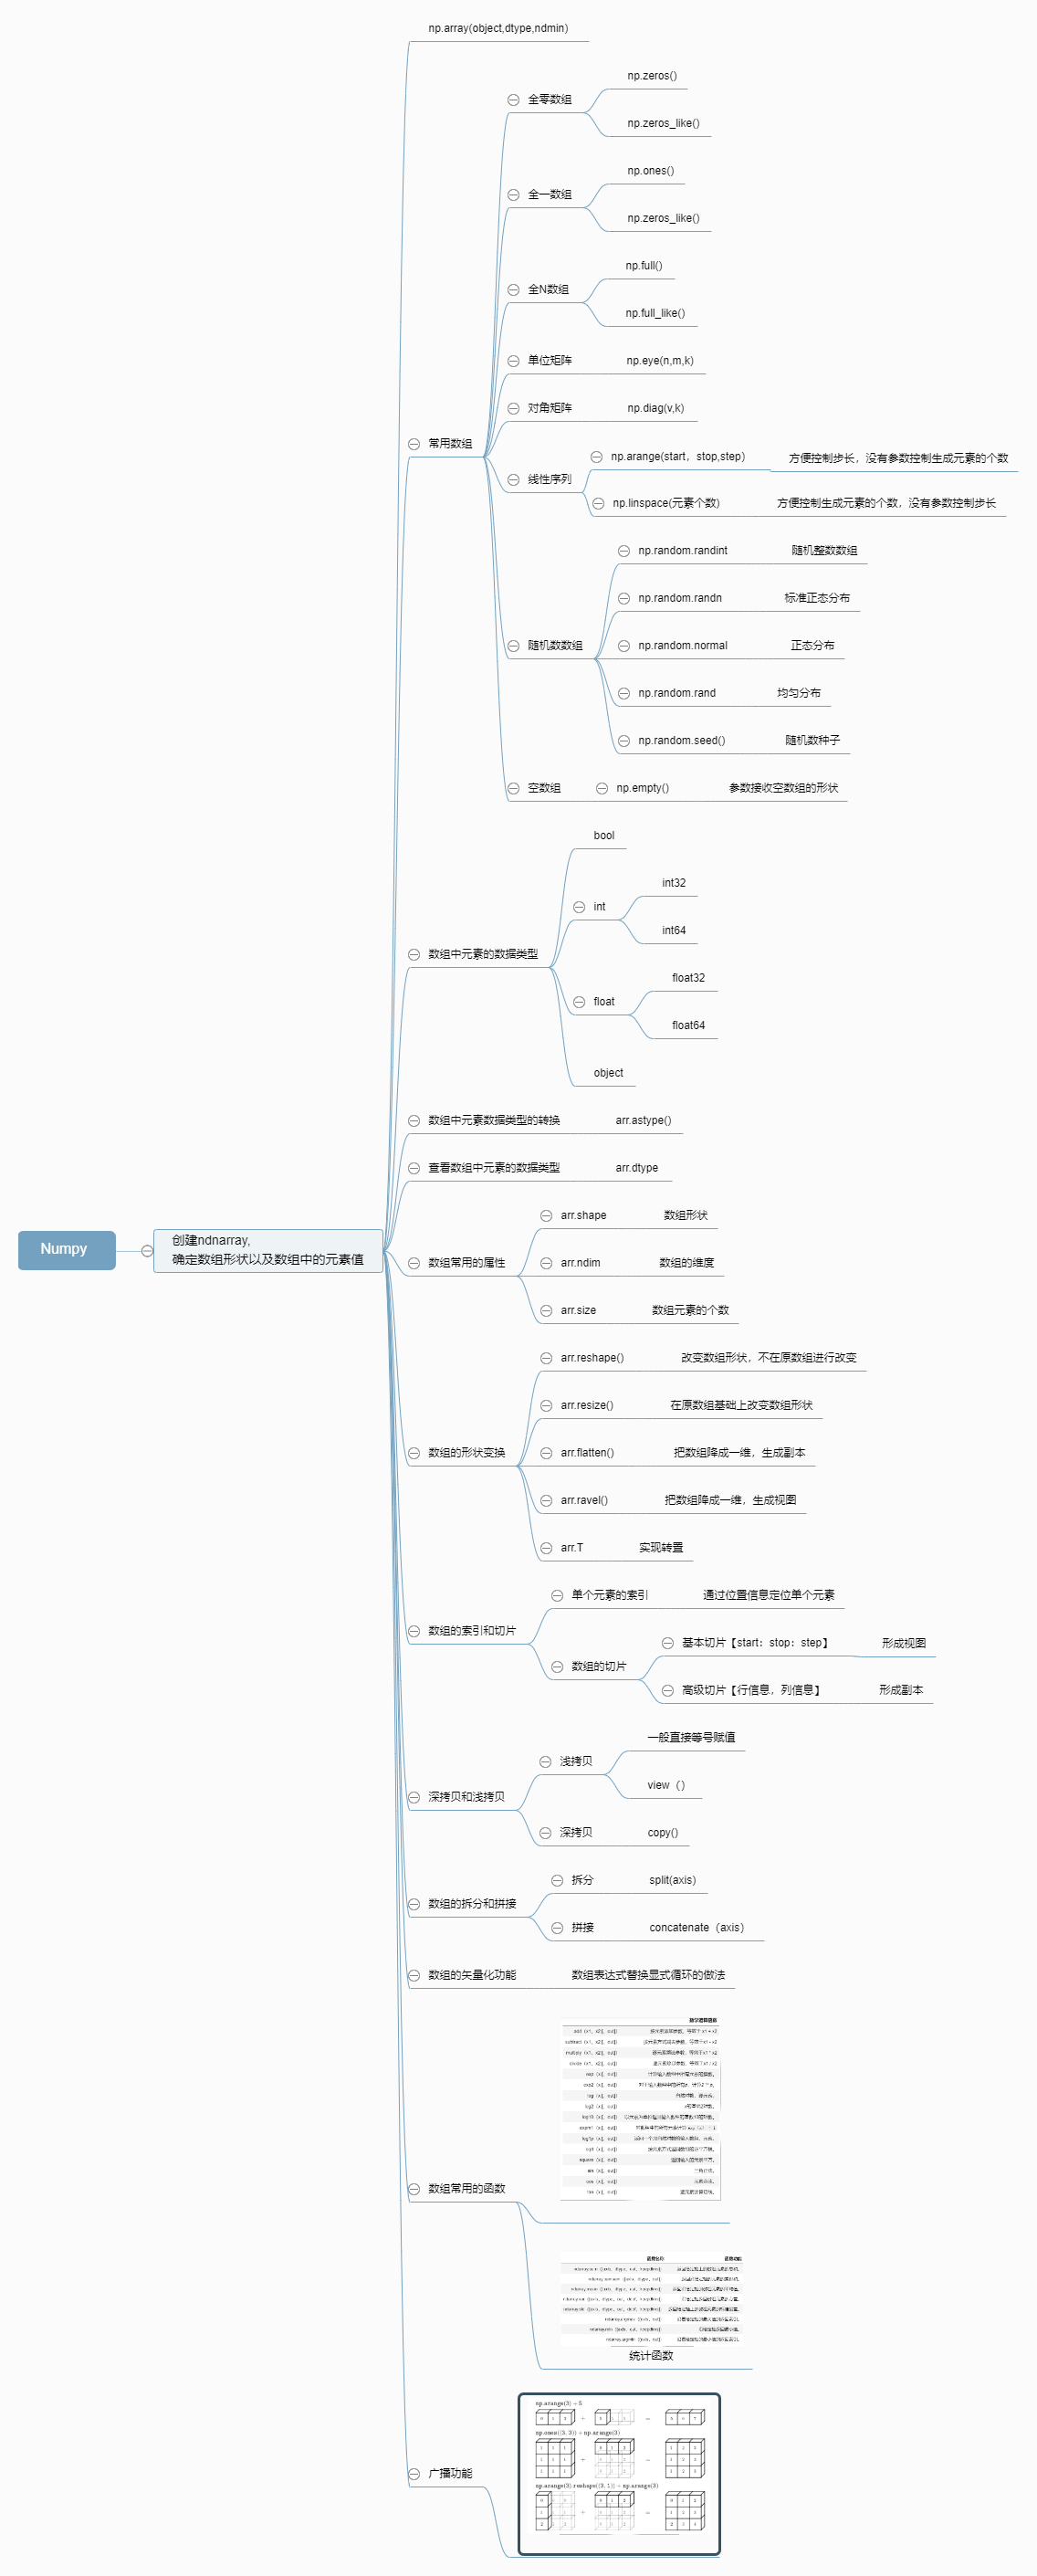 np.array(object,dtype,ndmin)
np.zeros()
全零数组
np.zeros_like()
np.ones()
全一数组
np.zeros_like()
np.full()
全N数组
np.full_like()
单位矩阵 np.eye(n,m,k)
对角矩阵 np.diag(v,k)
常用数组
np.arange(start，stop,step) 方便控制步长，没有参数控制生成元素的个数
线性序列
np.linspace(元素个数) 方便控制生成元素的个数，没有参数控制步长
np.random.randint 随机整数数组
np.random.randn 标准正态分布
随机数数组
np.random.normal 正态分布
np.random.rand 均匀分布
np.random.seed() 随机数种子
空数组 np.empty() 参数接收空数组的形状
bool
int32
int
int64
数组中元素的数据类型
float32
float
float64
object
数组中元素数据类型的转换 arr.astype()
查看数组中元素的数据类型 arr.dtype
Numpy
创建ndnarray,
确定数组形状以及数组中的元素值
arr.shape 数组形状
数组常用的属性
arr.ndim 数组的维度
arr.size 数组元素的个数
arr.reshape() 改变数组形状，不在原数组进行改变
arr.resize() 在原数组基础上改变数组形状
数组的形状变换
arr.flatten() 把数组降成一维，生成副本
arr.ravel() 把数组降成一维，生成视图
arr.T 实现转置
单个元素的索引 通过位置信息定位单个元素
数组的索引和切片
基本切片【start：stop：step】 形成视图
数组的切片
高级切片【行信息，列信息】 形成副本
一般直接等号赋值
浅拷贝
view（）
深拷贝和浅拷贝
深拷贝 copy()
拆分 split(axis)
数组的拆分和拼接
拼接 concatenate（axis）
数组的矢量化功能 数组表达式替换显式循环的做法
数组常用的函数
统计函数
广播功能
np.arange(3) + 5
np.ones((3, 3)) + np.arange(3)
np.arange(3).reshape((3, 1)) + np.arange(3)